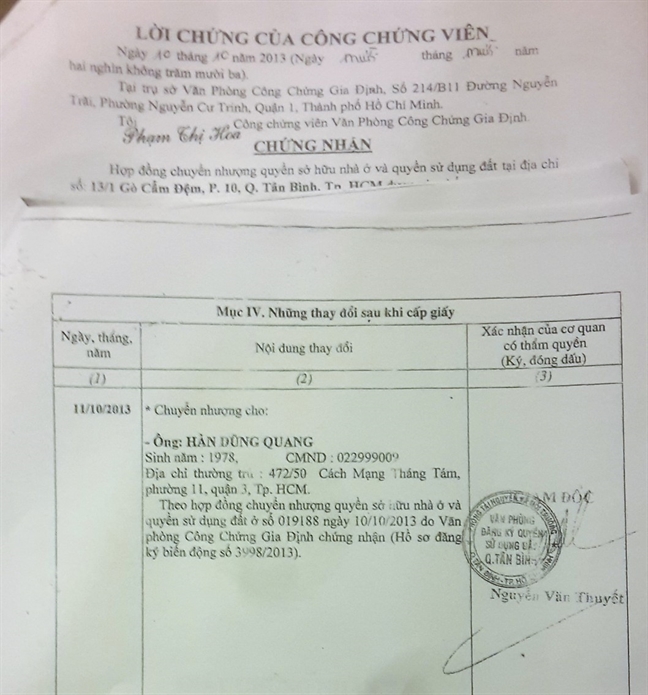 LỜI CHỨNG CỦA CÔNG CHỨNG VIÊN
Ngày 10 tháng 10 năm 2013 (Ngày mười tháng mười năm
hai nghìn không trăm mười ba).
Tại trụ sở Văn Phòng Công Chứng Gia Định, Số 214/B11 Đường Nguyễn
Trãi, Phường Nguyễn Cư Trinh, Quận 1, Thành phố Hồ Chí Minh.
Tôi Phạm Thị Hoa Công chứng viên Văn Phòng Công Chứng Gia Định.
CHỨNG NHẬN
Hợp đồng chuyển nhượng quyền sở hữu nhà ở và quyền sử dụng đất tại địa chỉ
số: 13/1 Gò Cẩm Đệm, P. 10, Q. Tân Bình, Tp. HCM
Mục IV. Những thay đổi sau khi cấp giấy
Ngày, tháng, năm
Nội dung thay đổi
Xác nhận của cơ quan
có thẩm quyền
(Ký, đóng dấu)
(1)
(2)
(3)
11/10/2013
* Chuyển nhượng cho:
- Ông: HÀN DŨNG QUANG
Sinh năm : 1978, CMND : 022999009
Địa chỉ thường trú : 472/50 Cách Mạng Tháng Tám,
phường 11, quận 3, Tp. HCM.
Theo hợp đồng chuyển nhượng quyền sở hữu nhà ở và
quyền sử dụng đất ở số 019188 ngày 10/10/2013 do Văn
phòng Công Chứng Gia Định chứng nhận (Hồ sơ đăng
ký biến động số 3998/2013).
ĐỐC
VĂN PHÒNG
ĐĂNG KÝ QUYỀN
SỬ DỤNG ĐẤT
Q.TÂN BÌNH
Nguyễn Văn Thuyết